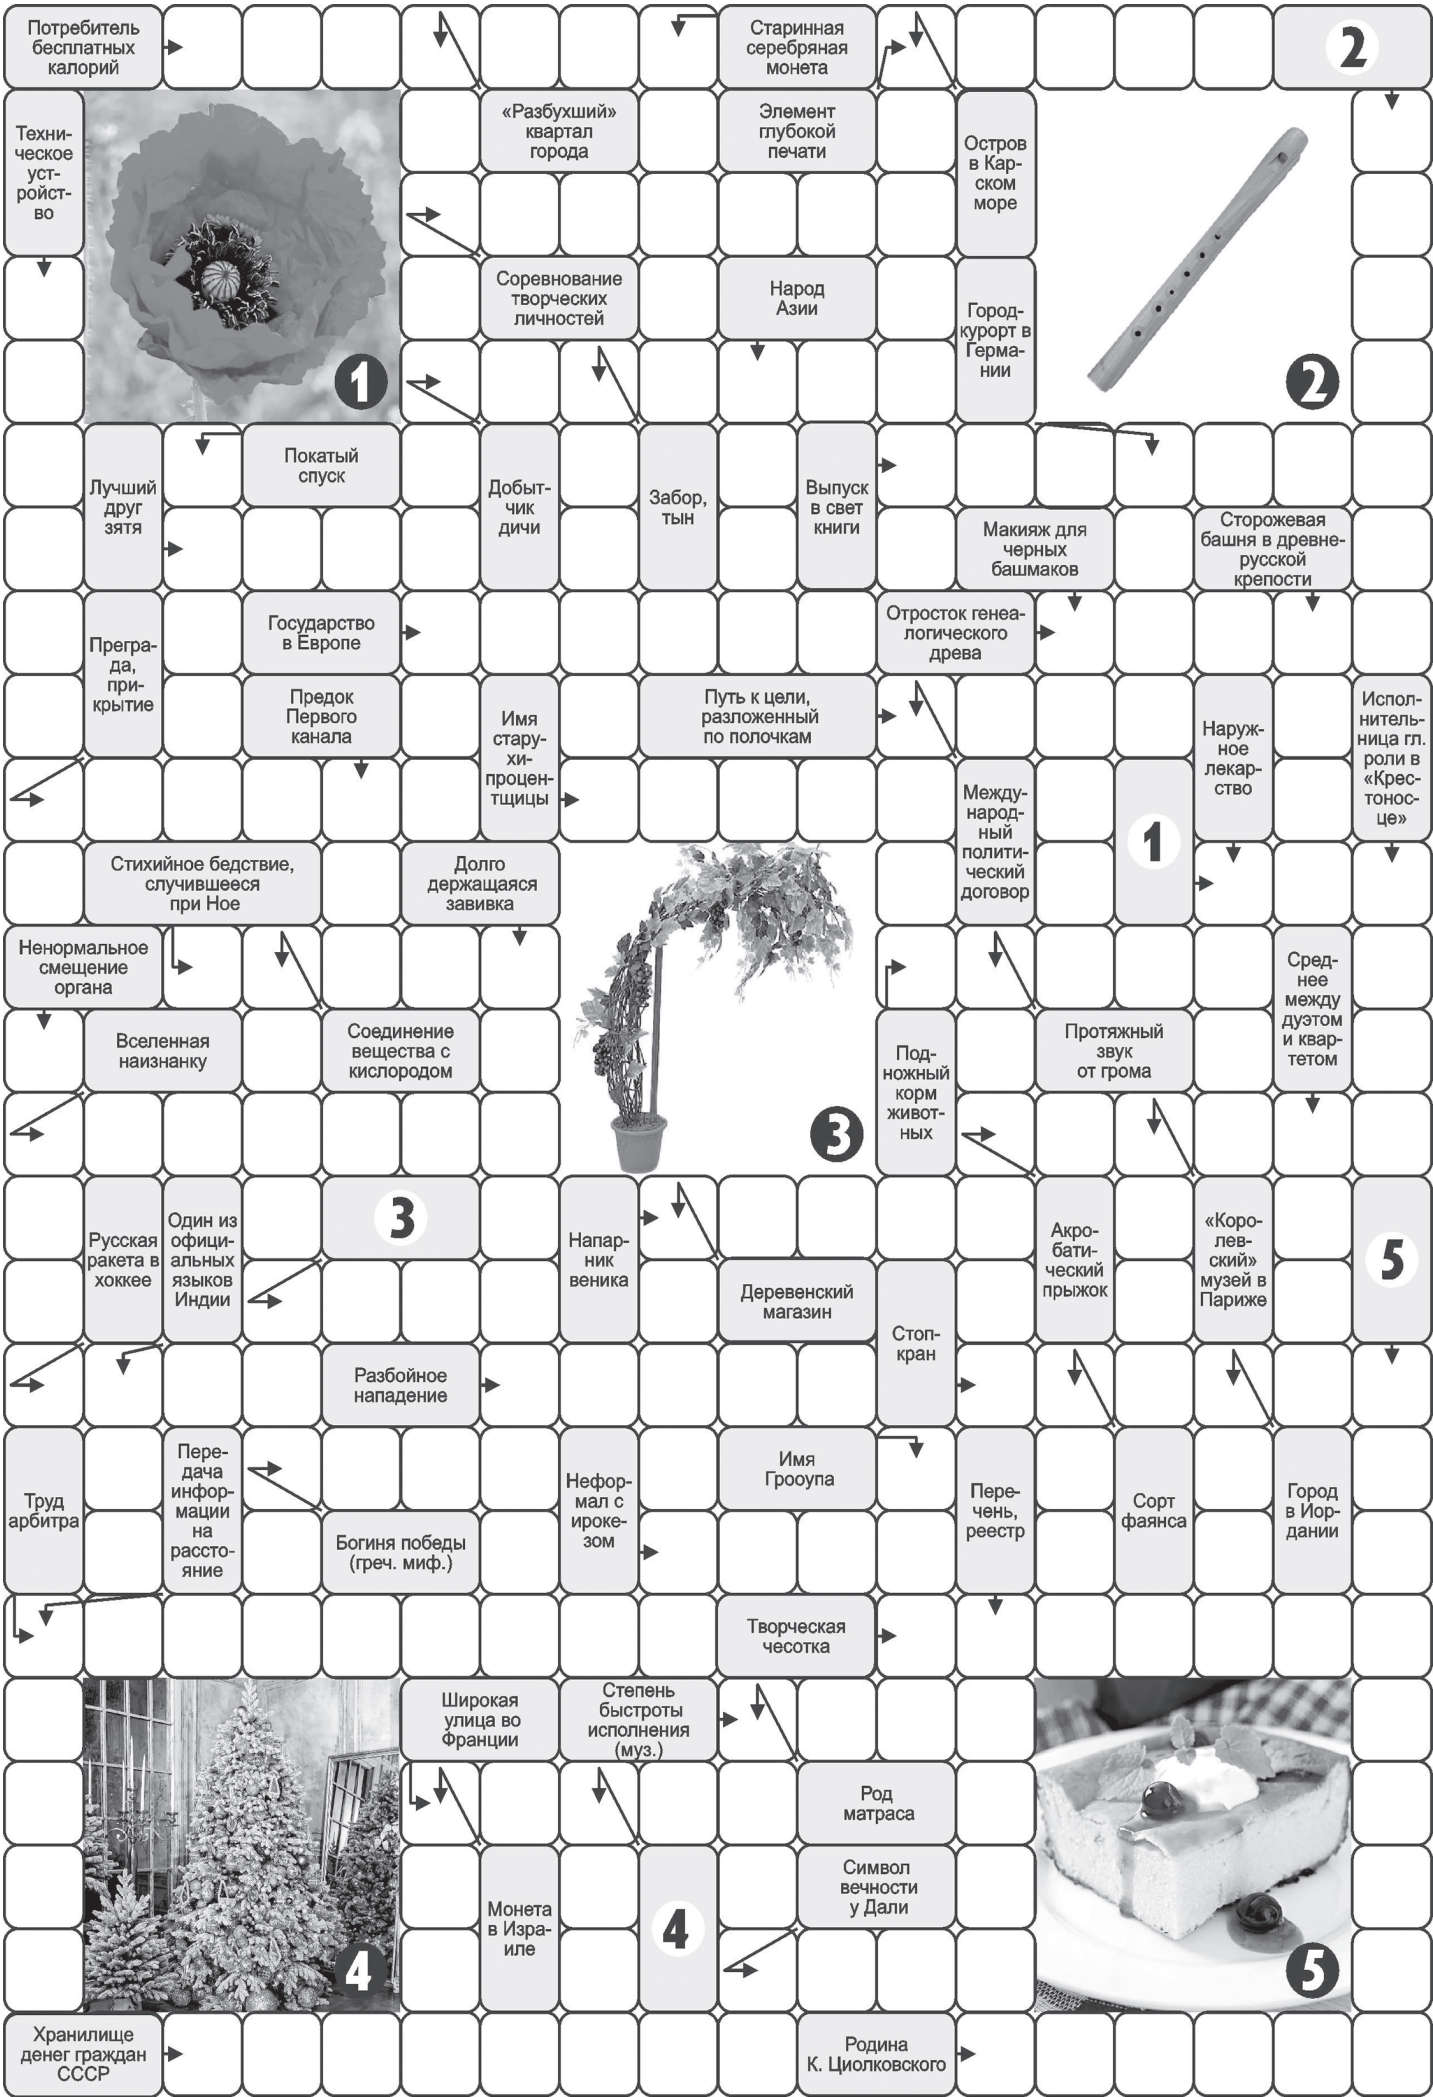 Потребитель
бесплатных
калорий
Старинная
серебряная
монета
2
Техни-
ческое
уст-
ройст-
во
«Разбухший»
квартал
города
Элемент
глубокой
печати
Остров
в Кар-
ском
море
Соревнование
творческих
личностей
Народ
Азии
Город-
курорт в
Герма-
нии
1
2
Лучший
друг
зятя
Покатый
спуск
Добыт-
чик
дичи
Забор,
тын
Выпуск
в свет
книги
Макияж для
черных
башмаков
Сторожевая
башня в древне-
русской
крепости
Прегра-
да,
при-
крытие
Государство
в Европе
Отросток генеа-
логического
древа
Предок
Первого
канала
Имя
стару-
хи-
процен-
тщицы
Путь к цели,
разложенный
по полочкам
Наруж-
ное
лекар-
ство
Испол-
нитель-
ница гл.
роли в
«Крес-
тонос-
це»
Между-
народ-
ный
полити-
ческий
договор
1
Стихийное бедствие,
случившееся
при Ное
Долго
держащаяся
завивка
Ненормальное
смещение
органа
Сред-
нее
между
дуэтом
и квар-
тетом
Вселенная
наизнанку
Соединение
вещества с
кислородом
Под-
ножный
корм
живот-
ных
Протяжный
звук
от грома
3
Русская
ракета в
хоккее
Один из
офици-
альных
языков
Индии
3
Напар-
ник
веника
Акро-
бати-
ческий
прыжок
«Коро-
лев-
ский»
музей в
Париже
5
Деревенский
магазин
Стоп-
кран
Разбойное
нападение
Труд
арбитра
Пере-
дача
инфор-
мации
на
рассто-
яние
Нефор-
мал с
ироке-
зом
Имя
Грооупа
Пере-
чень,
реестр
Сорт
фаянса
Город
в Иор-
дании
Богиня победы
(греч. миф.)
Творческая
чесотка
Широкая
улица во
Франции
Степень
быстроты
исполнения
(муз.)
Род
матраса
Монета
в Изра-
иле
4
Символ
вечности
у Дали
4
5
Хранилище
денег граждан
СССР
Родина
К. Циолковского